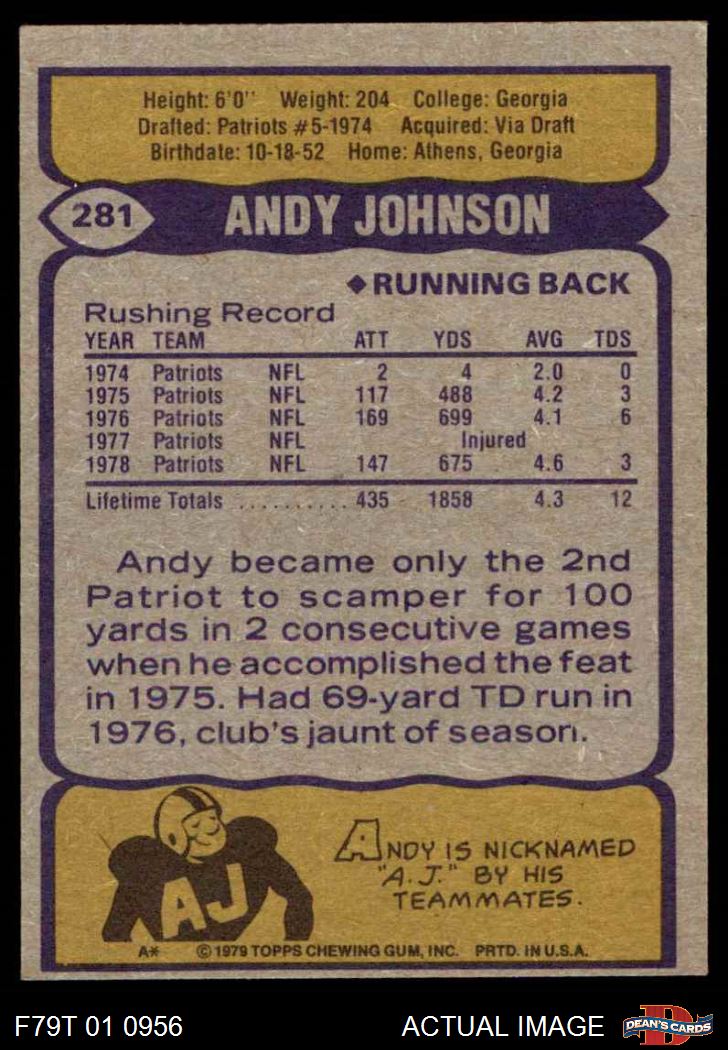 Height: 6'0'' Weight: 204 College: Georgia
Drafted: Patriots #5-1974 Acquired: Via Draft
Birthdate: 10-18-52 Home: Athens, Georgia
281 ANDY JOHNSON
◆RUNNING BACK
Rushing Record
YEAR TEAM ATT YDS AVG TDS
1974 Patriots NFL 2 4 2.0 0
1975 Patriots NFL 117 488 4.2 3
1976 Patriots NFL 169 699 4.1 6
1977 Patriots NFL Injured
1978 Patriots NFL 147 675 4.6 3
Lifetime Totals ........... 435 1858 4.3 12
Andy became only the 2nd
Patriot to scamper for 100
yards in 2 consecutive games
when he accomplished the feat
in 1975. Had 69-yard TD run in
1976, club's jaunt of season.
AJ
ANDY IS NICKNAMED
"A.J." BY HIS
TEAMMATES.
A* © 1979 TOPPS CHEWING GUM, INC. PRTD. IN U.S.A.
F79T 01 0956 ACTUAL IMAGE D DEAN'S CARDS